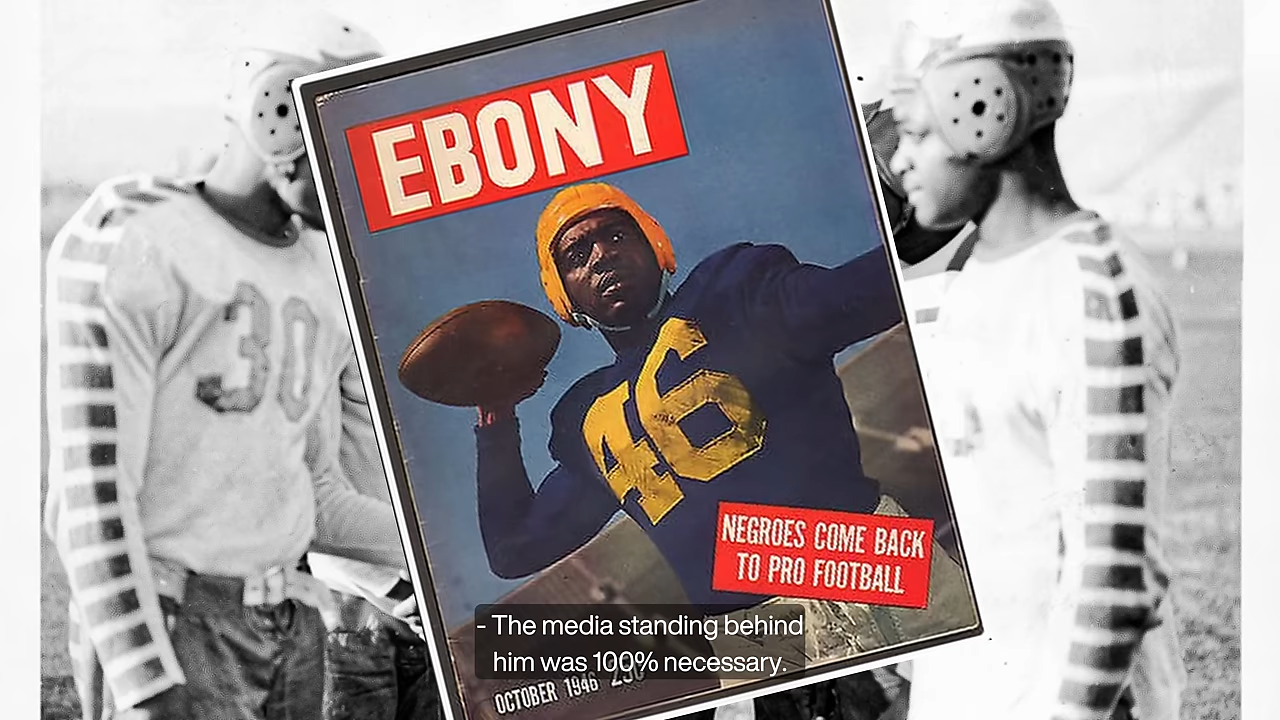 EBONY
30
46
NEGROES COME BACK
TO PRO FOOTBALL
- The media standing behind
him was 100% necessary.
OCTOBER 1946